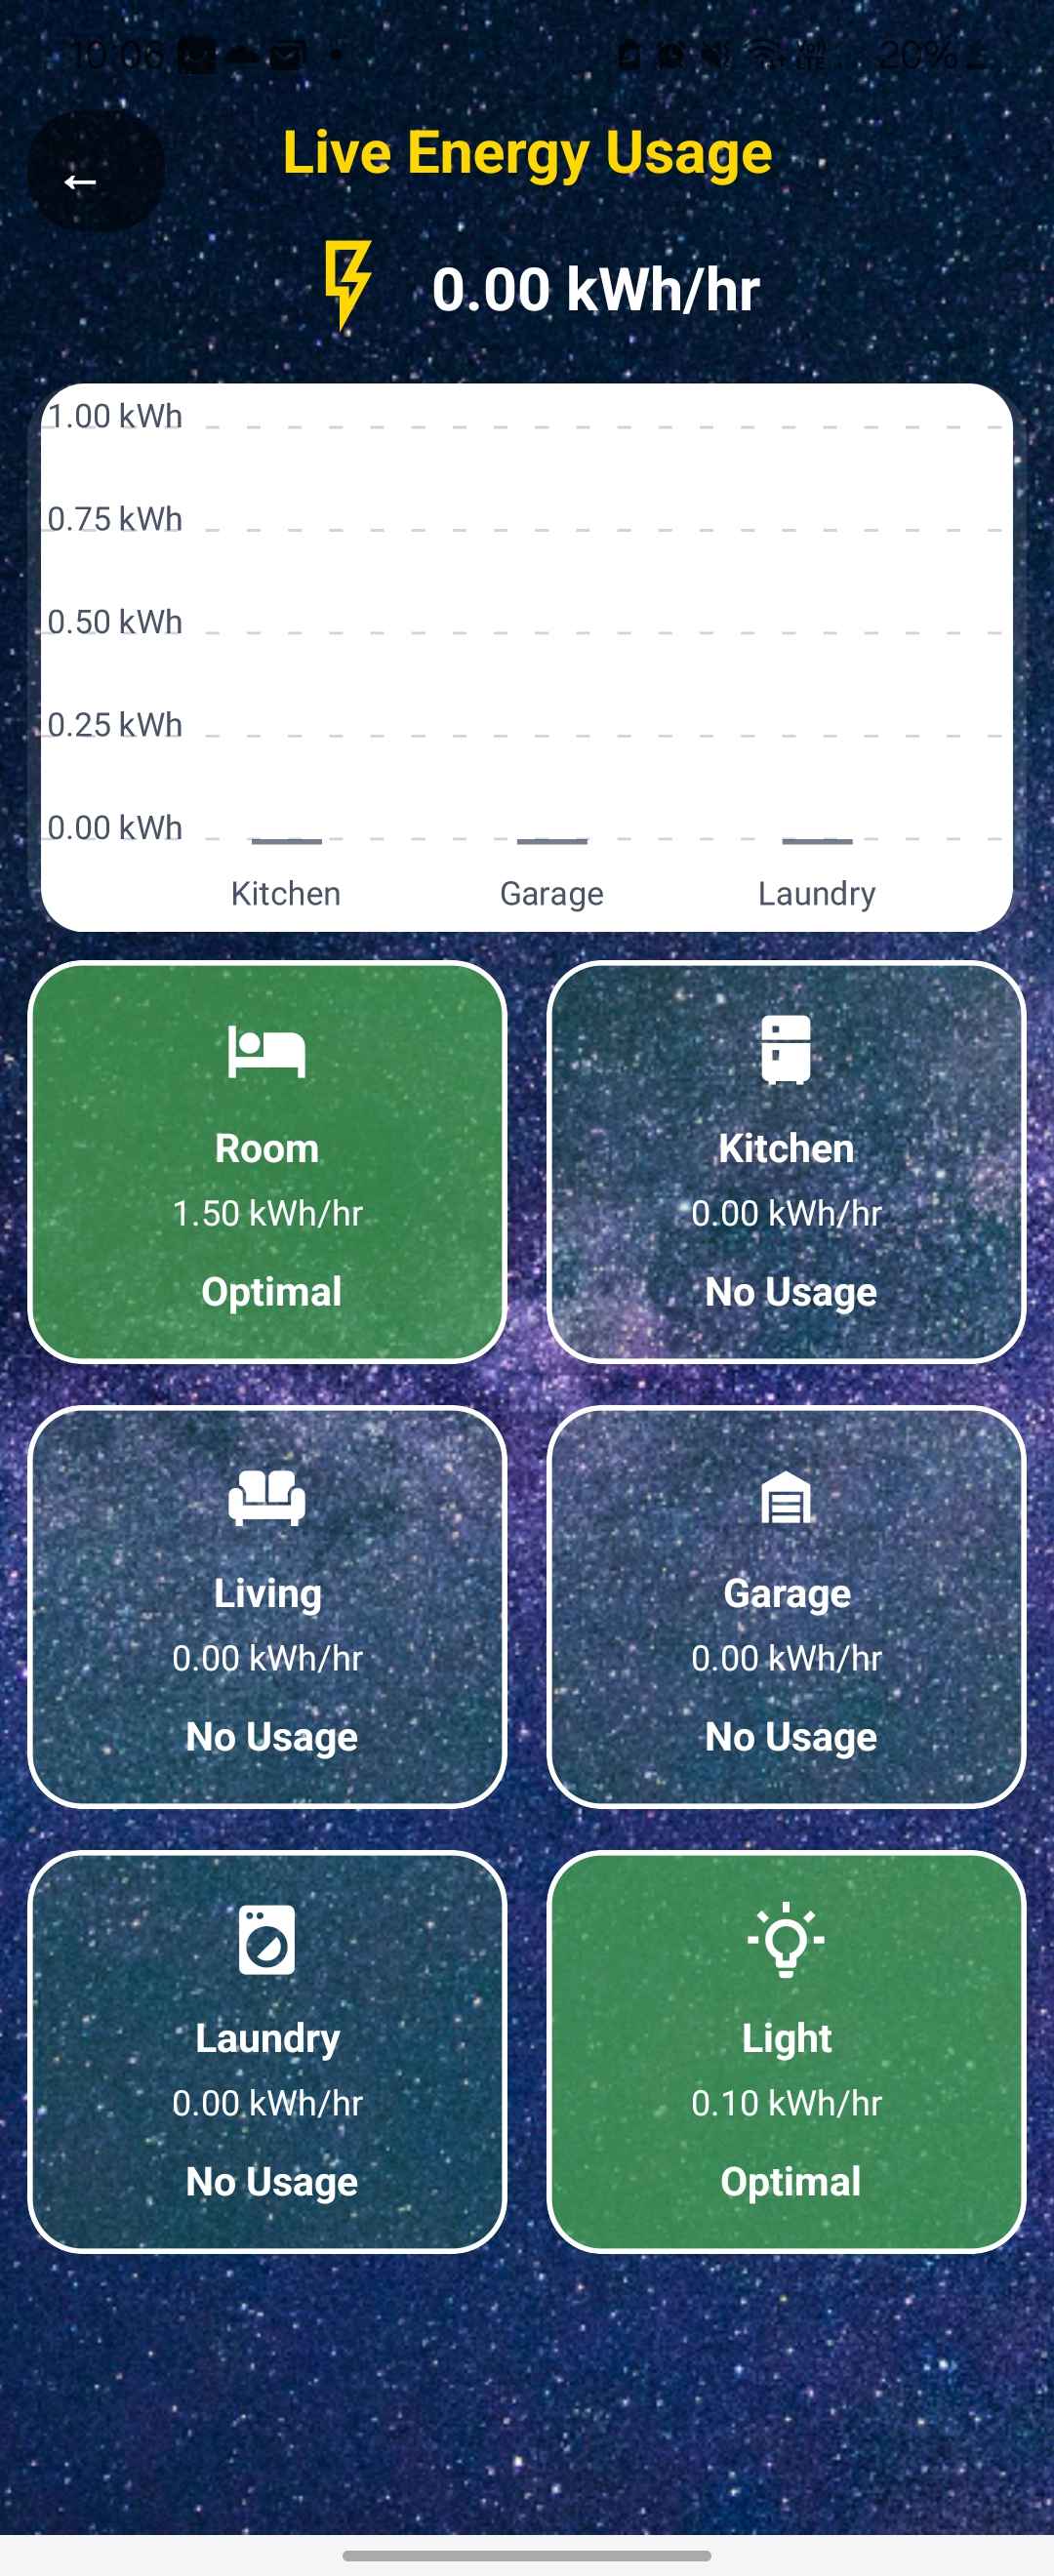 10:06 20%
Live Energy Usage
0.00 kWh/hr
1.00 kWh
0.75 kWh
0.50 kWh
0.25 kWh
0.00 kWh
Kitchen Garage Laundry
Room
1.50 kWh/hr
Optimal
Kitchen
0.00 kWh/hr
No Usage
Living
0.00 kWh/hr
No Usage
Garage
0.00 kWh/hr
No Usage
Laundry
0.00 kWh/hr
No Usage
Light
0.10 kWh/hr
Optimal